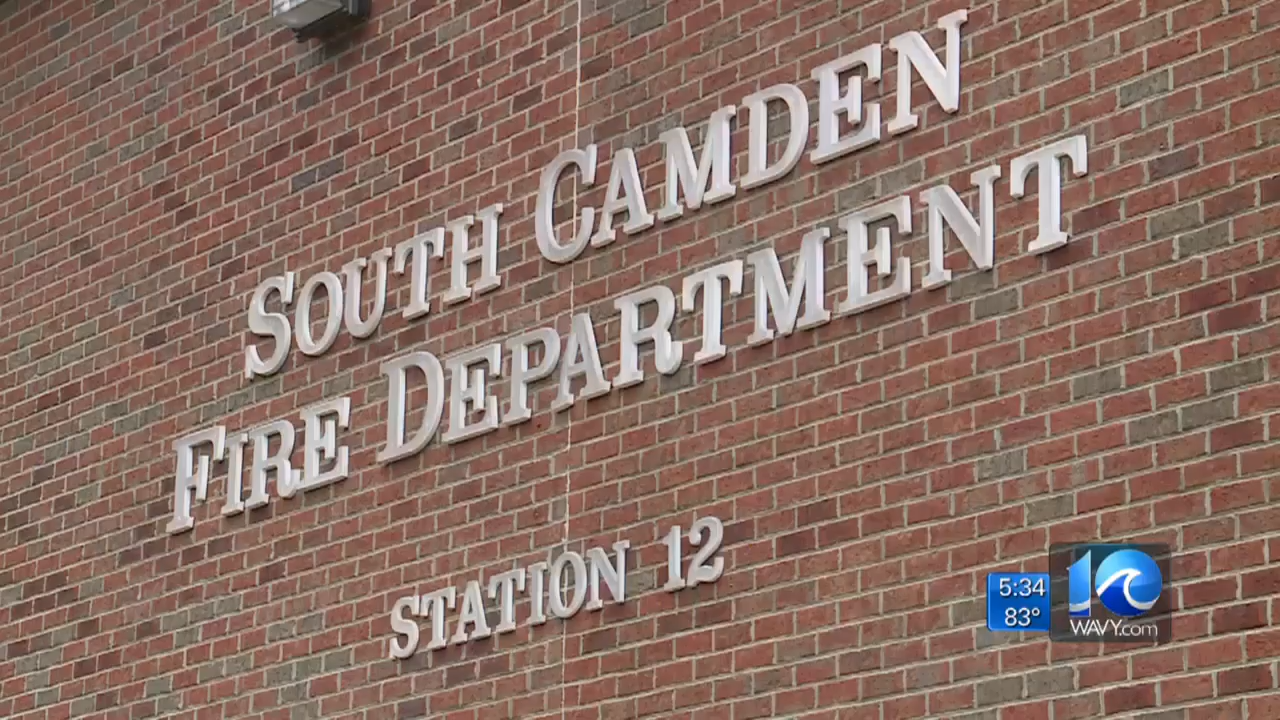 SOUTH CAMDEN
FIRE DEPARTMENT
STATION 12
5:34
83°
10
WAVY.com